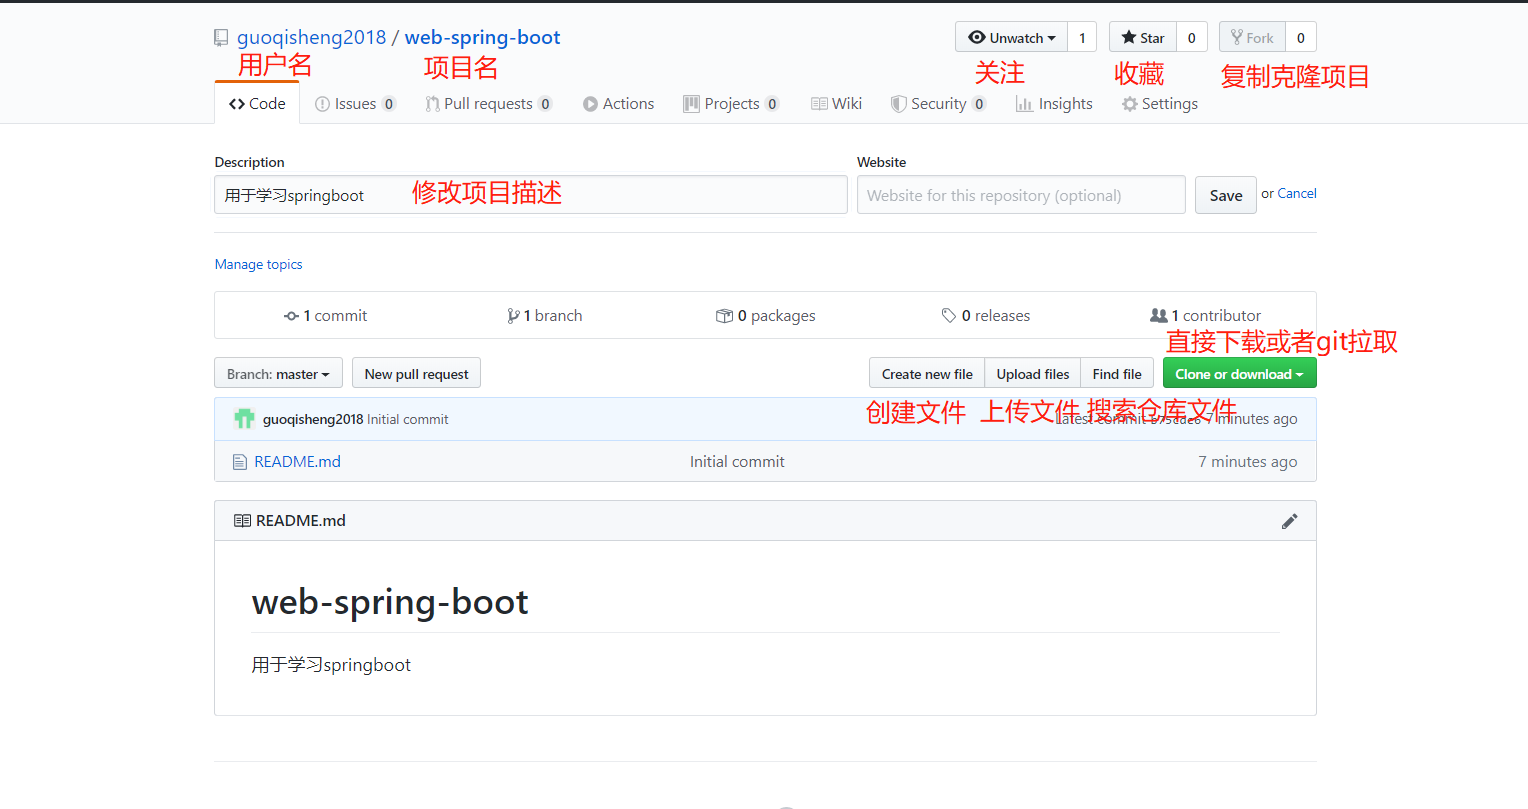 guoqisheng2018 / web-spring-boot
Unwatch 1 Star 0 Fork 0
用户名 项目名 关注 收藏 复制克隆项目
Code Issues 0 Pull requests 0 Actions Projects 0 Wiki Security 0 Insights Settings
Description Website
用于学习springboot 修改项目描述 Website for this repository (optional) Save or Cancel
Manage topics
1 commit 1 branch 0 packages 0 releases 1 contributor
直接下载或者git拉取
Branch: master New pull request Create new file Upload files Find file Clone or download
创建文件 上传文件 搜索仓库文件
guoqisheng2018 Initial commit Latest commit 7 minutes ago
README.md Initial commit 7 minutes ago
README.md
web-spring-boot
用于学习springboot